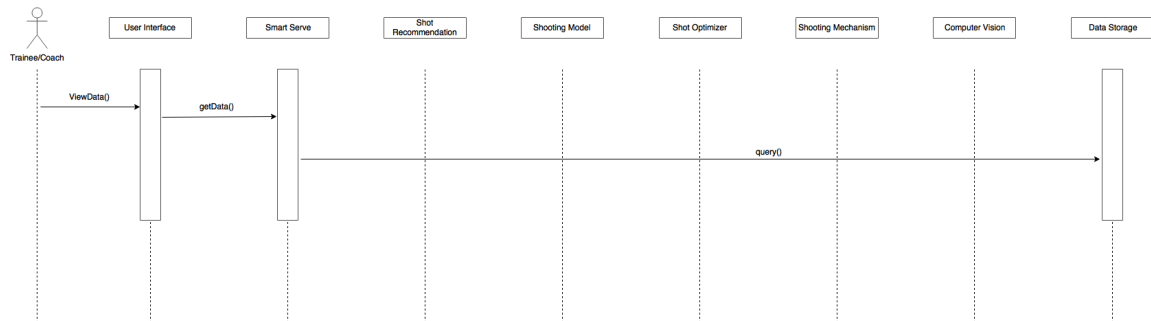 Trainee/Coach
User Interface
Smart Serve
Shot
Recommendation
Shooting Model
Shot Optimizer
Shooting Mechanism
Computer Vision
Data Storage
ViewData()
getData()
query()